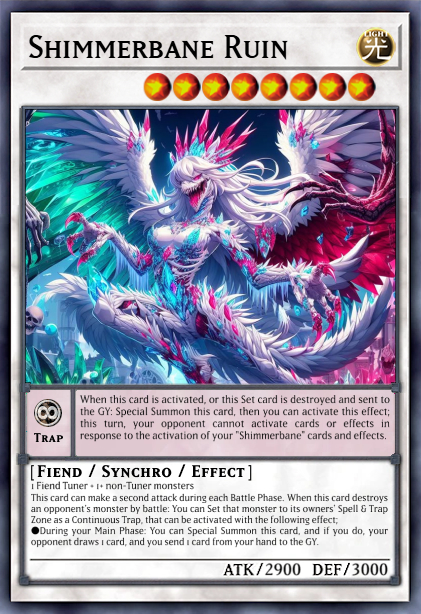 Shimmerbane Ruin
LIGHT
光
When this card is activated, or this Set card is destroyed and sent to
the GY: Special Summon this card, then you can activate this effect;
this turn, your opponent cannot activate cards or effects in
response to the activation of your "Shimmerbane" cards and effects.
Trap
[Fiend / Synchro / Effect]
1 Fiend Tuner + 1+ non-Tuner monsters
This card can make a second attack during each Battle Phase. When this card destroys
an opponent's monster by battle: You can Set that monster to its owners' Spell & Trap
Zone as a Continuous Trap, that can be activated with the following effect;
●During your Main Phase: You can Special Summon this card, and if you do, your
opponent draws 1 card, and you send 1 card from your hand to the GY.
ATK/2900 DEF/3000